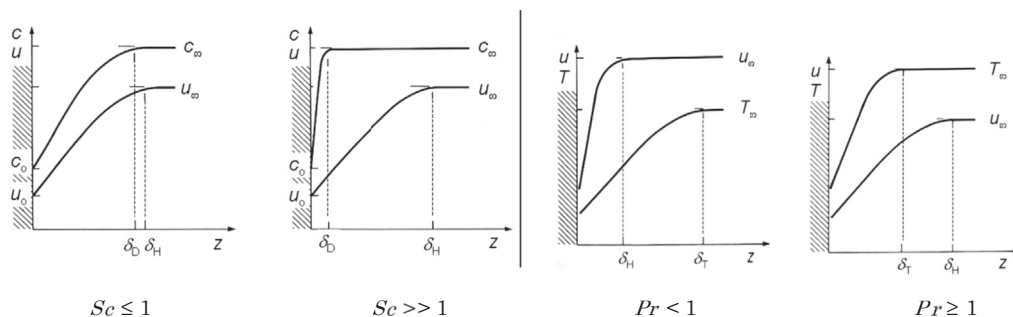 c
u
c∞
u∞
c₀
u₀
δD
δH
z
c
u
c∞
u∞
c₀
u₀
δD
δH
z
u
T
u∞
T∞
δH
δT
z
u
T
T∞
u∞
δT
δH
z
Sc ≤ 1
Sc >> 1
Pr < 1
Pr ≥ 1